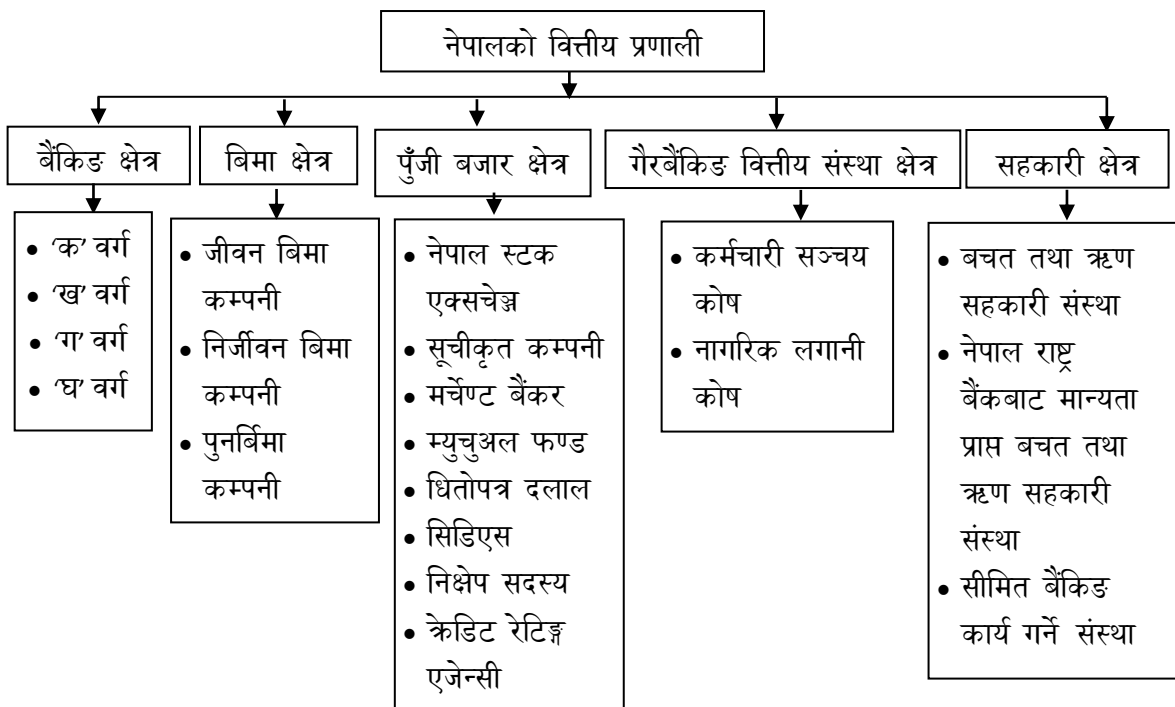 नेपालको वित्तीय प्रणाली
बैंकिङ क्षेत्र
बिमा क्षेत्र
पुँजी बजार क्षेत्र
गैरबैंकिङ वित्तीय संस्था क्षेत्र
सहकारी क्षेत्र
• ‘क’ वर्ग
• ‘ख’ वर्ग
• ‘ग’ वर्ग
• ‘घ’ वर्ग
• जीवन बिमा
कम्पनी
• निर्जीवन बिमा
कम्पनी
• पुनर्बिमा
कम्पनी
• नेपाल स्टक
एक्सचेञ्ज
• सूचीकृत कम्पनी
• मर्चेण्ट बैंकर
• म्युचुअल फण्ड
• धितोपत्र दलाल
• सिडिएस
• निक्षेप सदस्य
• क्रेडिट रेटिङ्ग
एजेन्सी
• कर्मचारी सञ्चय
कोष
• नागरिक लगानी
कोष
• बचत तथा ऋण
सहकारी संस्था
• नेपाल राष्ट्र
बैंकबाट मान्यता
प्राप्त बचत तथा
ऋण सहकारी
संस्था
• सीमित बैंकिङ
कार्य गर्ने संस्था